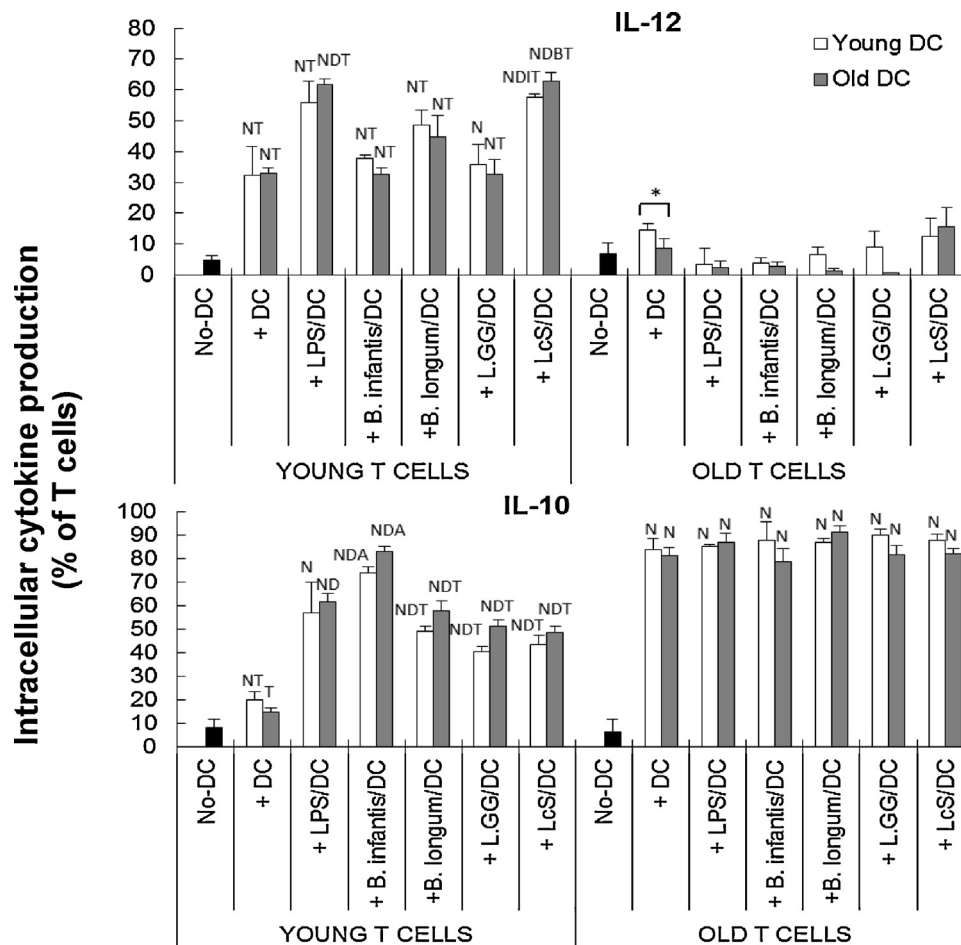 IL-12
Young DC
Old DC
Intracellular cytokine production
(% of T cells)
80
70
60
50
40
30
20
10
0
NT
NT
NT
NDT
NT
NT
NT
NT
N
NT
NDIT
NDBT
*
No-DC
+ DC
+ LPS/DC
+ B. infantis/DC
+B. longum/DC
+ L.GG/DC
+ LcS/DC
No-DC
+ DC
+ LPS/DC
+ B. infantis/DC
+B. longum/DC
+ L.GG/DC
+ LcS/DC
YOUNG T CELLS
OLD T CELLS
IL-10
100
90
80
70
60
50
40
30
20
10
0
NT
T
N
ND
NDA
NDA
NDT
NDT
NDT
NDT
NDT
NDT
N
N
N
N
N
N
N
N
N
N
N
N
No-DC
+ DC
+ LPS/DC
+ B. infantis/DC
+B. longum/DC
+ L.GG/DC
+ LcS/DC
No-DC
+ DC
+ LPS/DC
+ B. infantis/DC
+B. longum/DC
+ L.GG/DC
+ LcS/DC
YOUNG T CELLS
OLD T CELLS